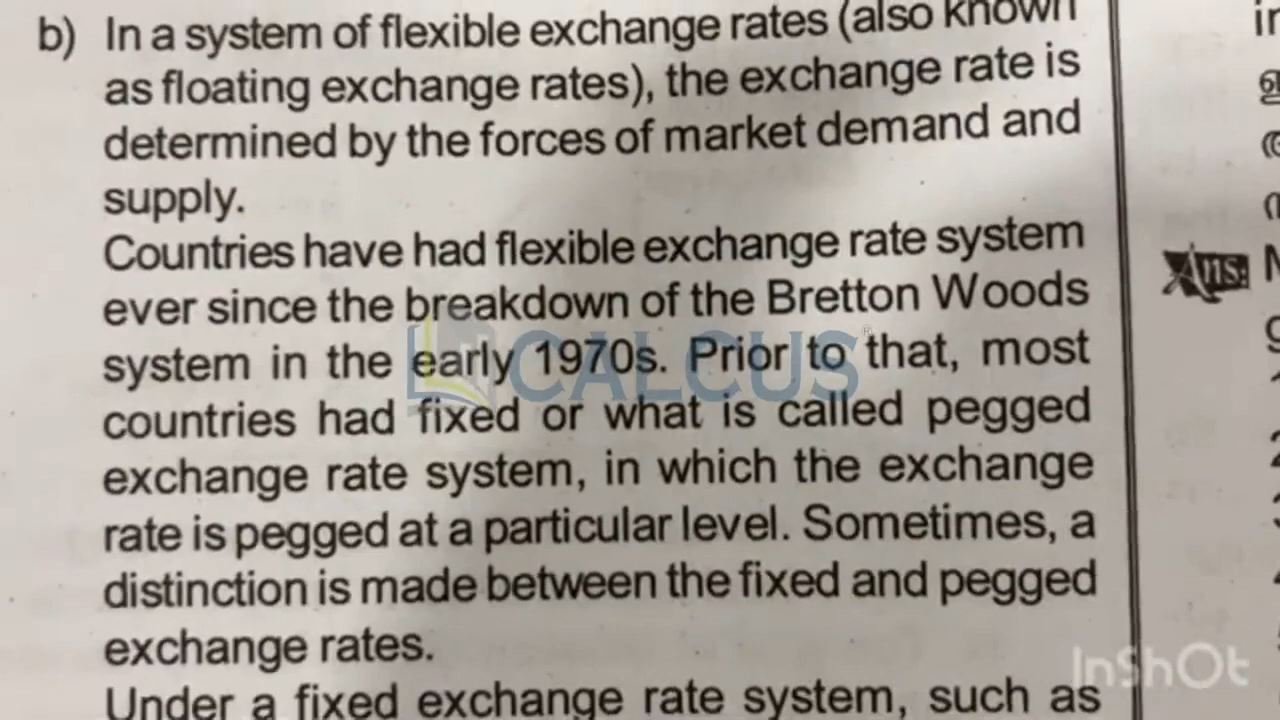 b) In a system of flexible exchange rates (also known
as floating exchange rates), the exchange rate is
determined by the forces of market demand and
supply.
Countries have had flexible exchange rate system
ever since the breakdown of the Bretton Woods
system in the early 1970s. Prior to that, most
countries had fixed or what is called pegged
exchange rate system, in which the exchange
rate is pegged at a particular level. Sometimes, a
distinction is made between the fixed and pegged
exchange rates.
Under a fixed exchange rate system, such as
CALCUS®
Ans:
InShOt